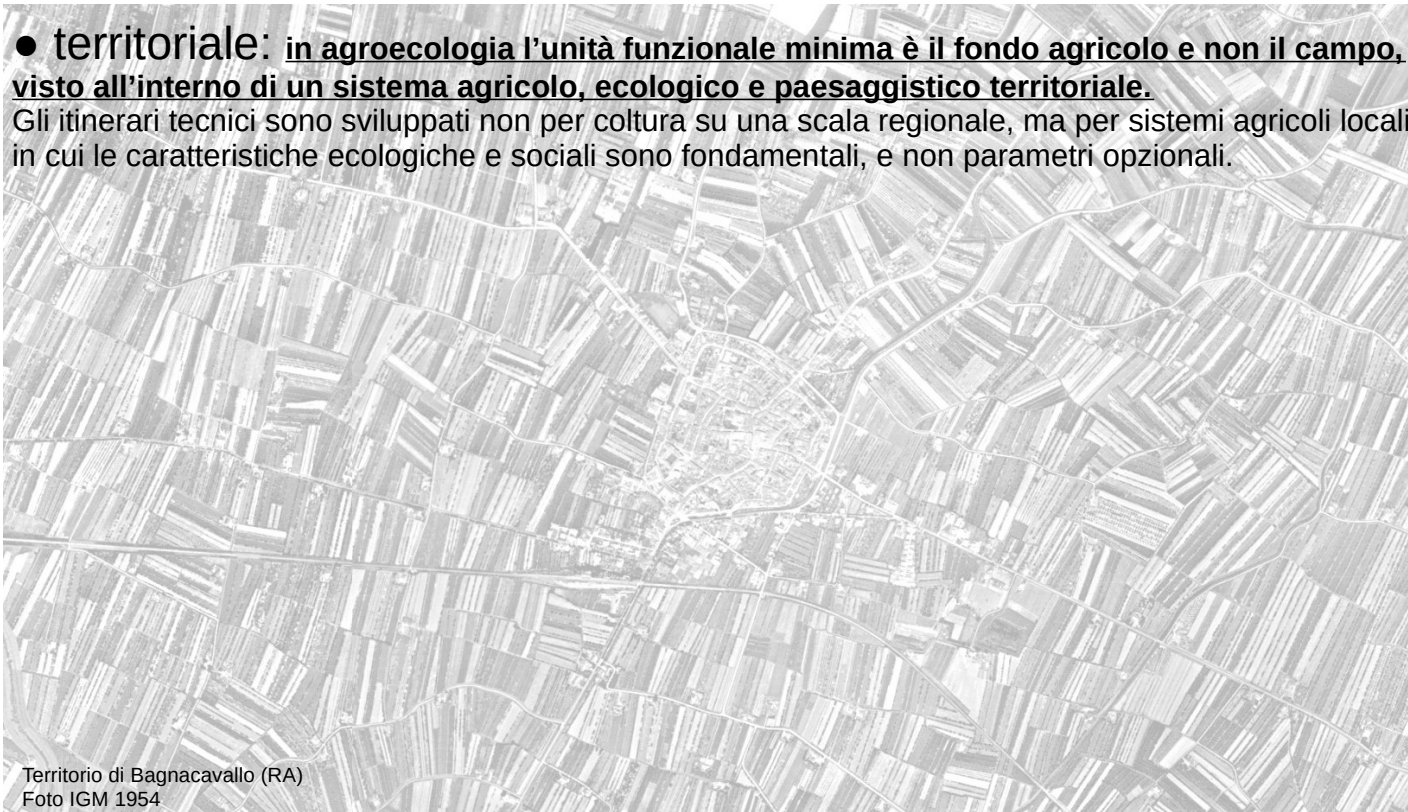 ● territoriale: in agroecologia l’unità funzionale minima è il fondo agricolo e non il campo,
visto all’interno di un sistema agricolo, ecologico e paesaggistico territoriale.
Gli itinerari tecnici sono sviluppati non per coltura su una scala regionale, ma per sistemi agricoli locali
in cui le caratteristiche ecologiche e sociali sono fondamentali, e non parametri opzionali.
Territorio di Bagnacavallo (RA)
Foto IGM 1954